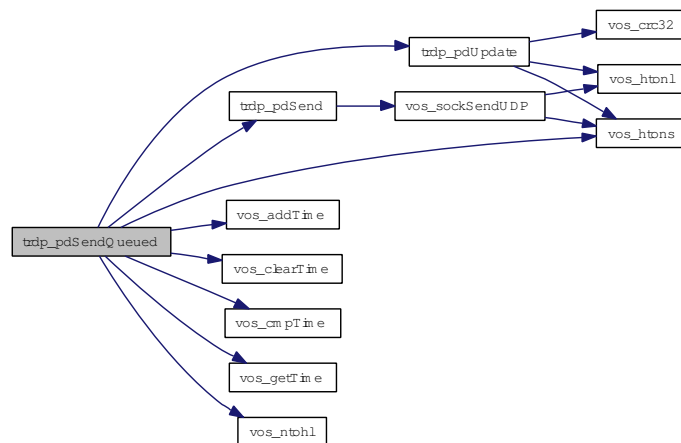 vos_crc32
trdp_pdUpdate
vos_htonl
trdp_pdSend
vos_sockSendUDP
vos_htons
vos_addTime
trdp_pdSendQueued
vos_clearTime
vos_cmpTime
vos_getTime
vos_ntohl